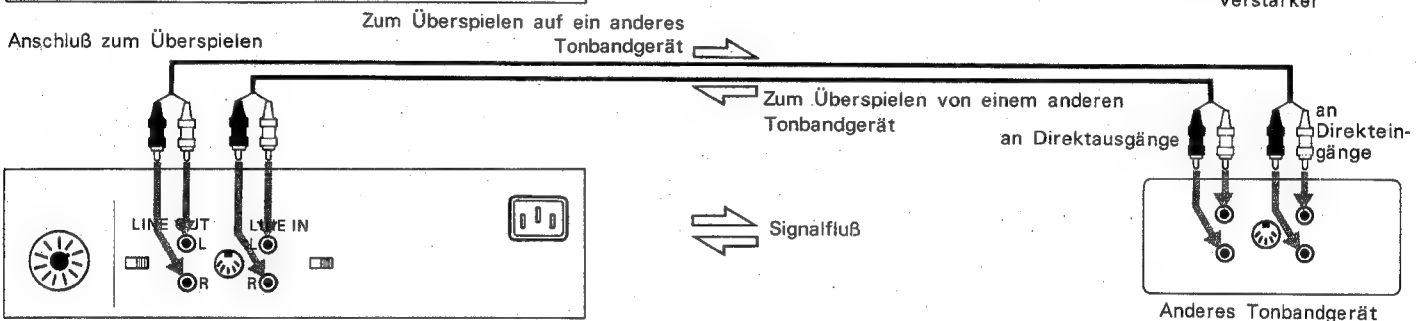 Verstärker
Zum Überspielen auf ein anderes
Tonbandgerät
Anschluß zum Überspielen
Zum Überspielen von einem anderen
Tonbandgerät
an Direktausgänge
an
Direktein-
gänge
LINE OUT
LINE IN
L
L
R
R
Signalfluß
Anderes Tonbandgerät